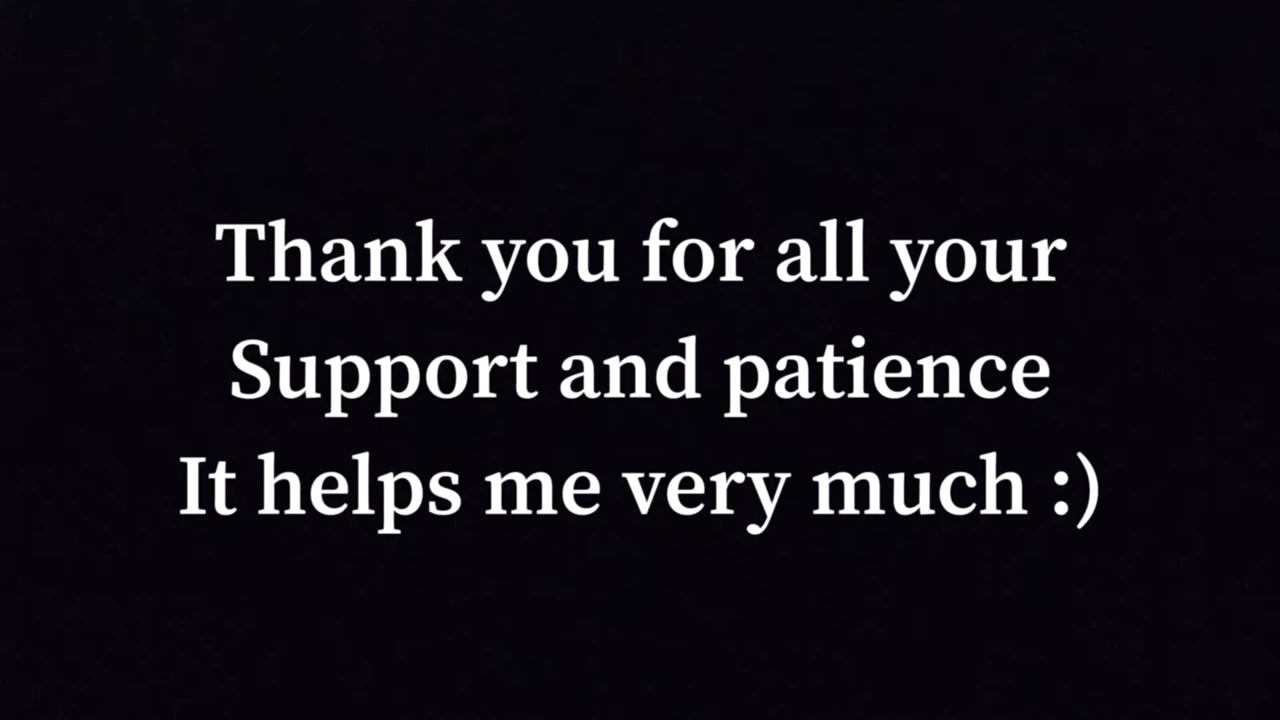 Thank you for all your
Support and patience
It helps me very much :)